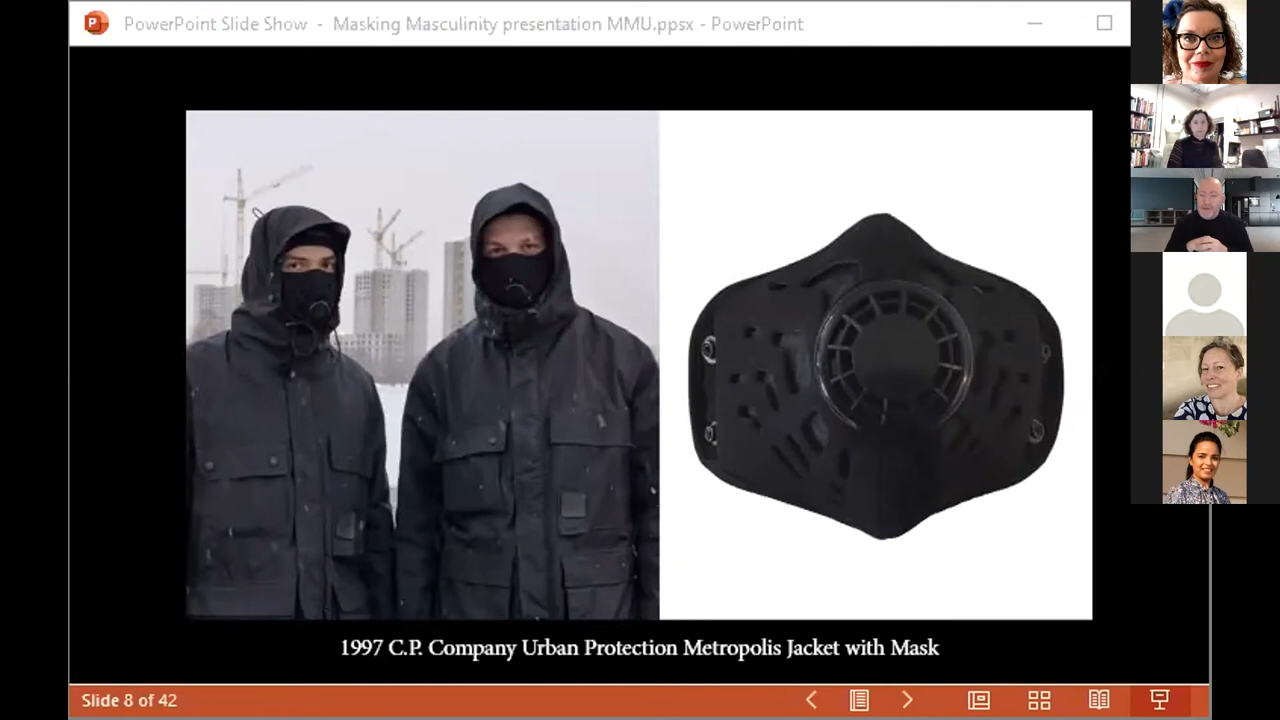 PowerPoint Slide Show - Masking Masculinity presentation MMU.ppsx - PowerPoint
1997 C.P. Company Urban Protection Metropolis Jacket with Mask
Slide 8 of 42